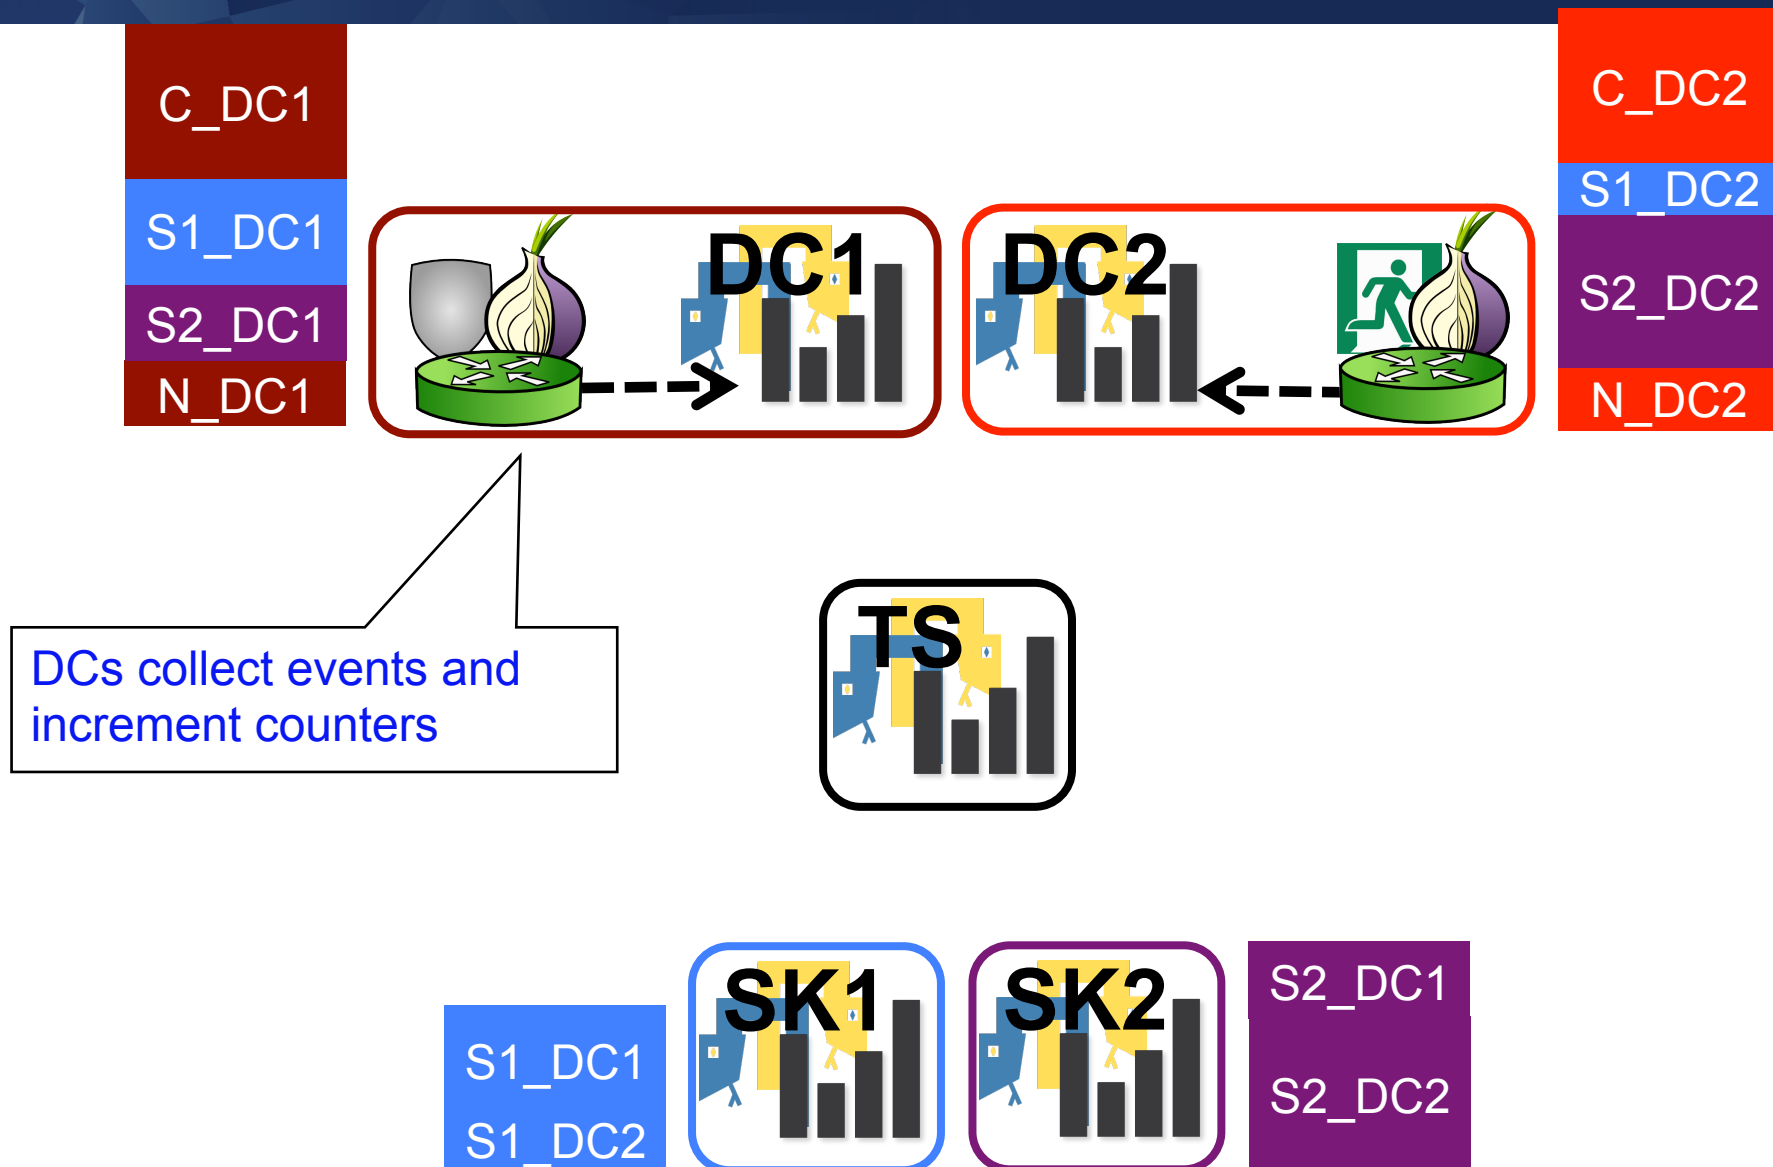 C_DC1
S1_DC1
S2_DC1
N_DC1
DC1
DC2
C_DC2
S1_DC2
S2_DC2
N_DC2
DCs collect events and
increment counters
TS
S1_DC1
S1_DC2
SK1
SK2
S2_DC1
S2_DC2